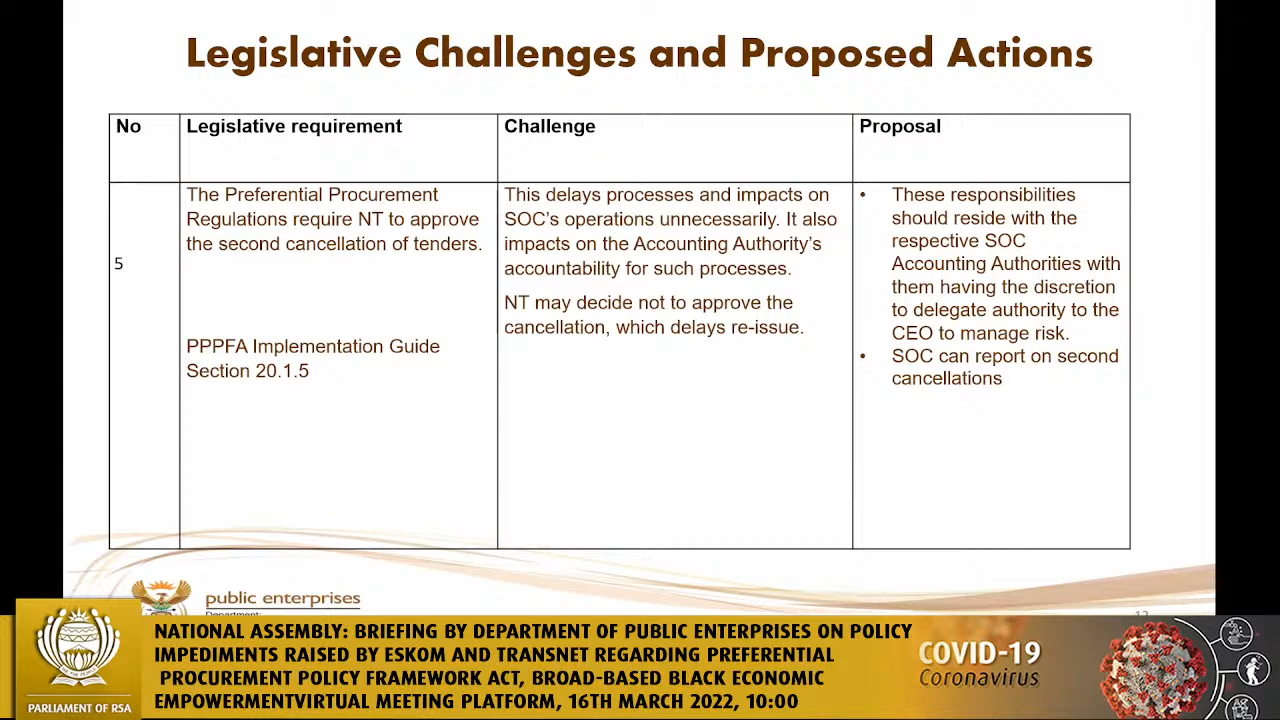 Legislative Challenges and Proposed Actions
No
Legislative requirement
Challenge
Proposal
5
The Preferential Procurement
Regulations require NT to approve
the second cancellation of tenders.
PPPFA Implementation Guide
Section 20.1.5
This delays processes and impacts on
SOC's operations unnecessarily. It also
impacts on the Accounting Authority's
accountability for such processes.
NT may decide not to approve the
cancellation, which delays re-issue.
• These responsibilities
should reside with the
respective SOC
Accounting Authorities with
them having the discretion
to delegate authority to the
CEO to manage risk.
• SOC can report on second
cancellations
public enterprises
PARLIAMENT OF RSA
NATIONAL ASSEMBLY: BRIEFING BY DEPARTMENT OF PUBLIC ENTERPRISES ON POLICY
IMPEDIMENTS RAISED BY ESKOM AND TRANSNET REGARDING PREFERENTIAL
PROCUREMENT POLICY FRAMEWORK ACT, BROAD-BASED BLACK ECONOMIC
EMPOWERMENTVIRTUAL MEETING PLATFORM, 16TH MARCH 2022, 10:00
COVID-19
Coronavirus